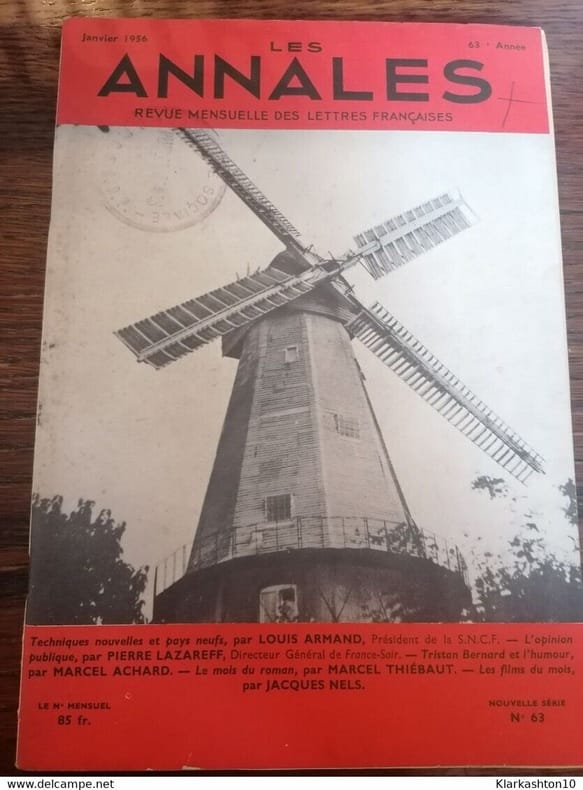 Janvier 1956
63e Année
LES
ANNALES
REVUE MENSUELLE DES LETTRES FRANÇAISES
SOCIALE
Techniques nouvelles et pays neufs, par LOUIS ARMAND, Président de la S.N.C.F. — L'opinion
publique, par PIERRE LAZAREFF, Directeur Général de France-Soir. — Tristan Bernard et l'humour,
par MARCEL ACHARD. — Le mois du roman, par MARCEL THIÉBAUT. — Les films du mois,
par JACQUES NELS.
LE N° MENSUEL
85 fr.
NOUVELLE SÉRIE
N° 63
www.delcampe.net
Klarkashton10